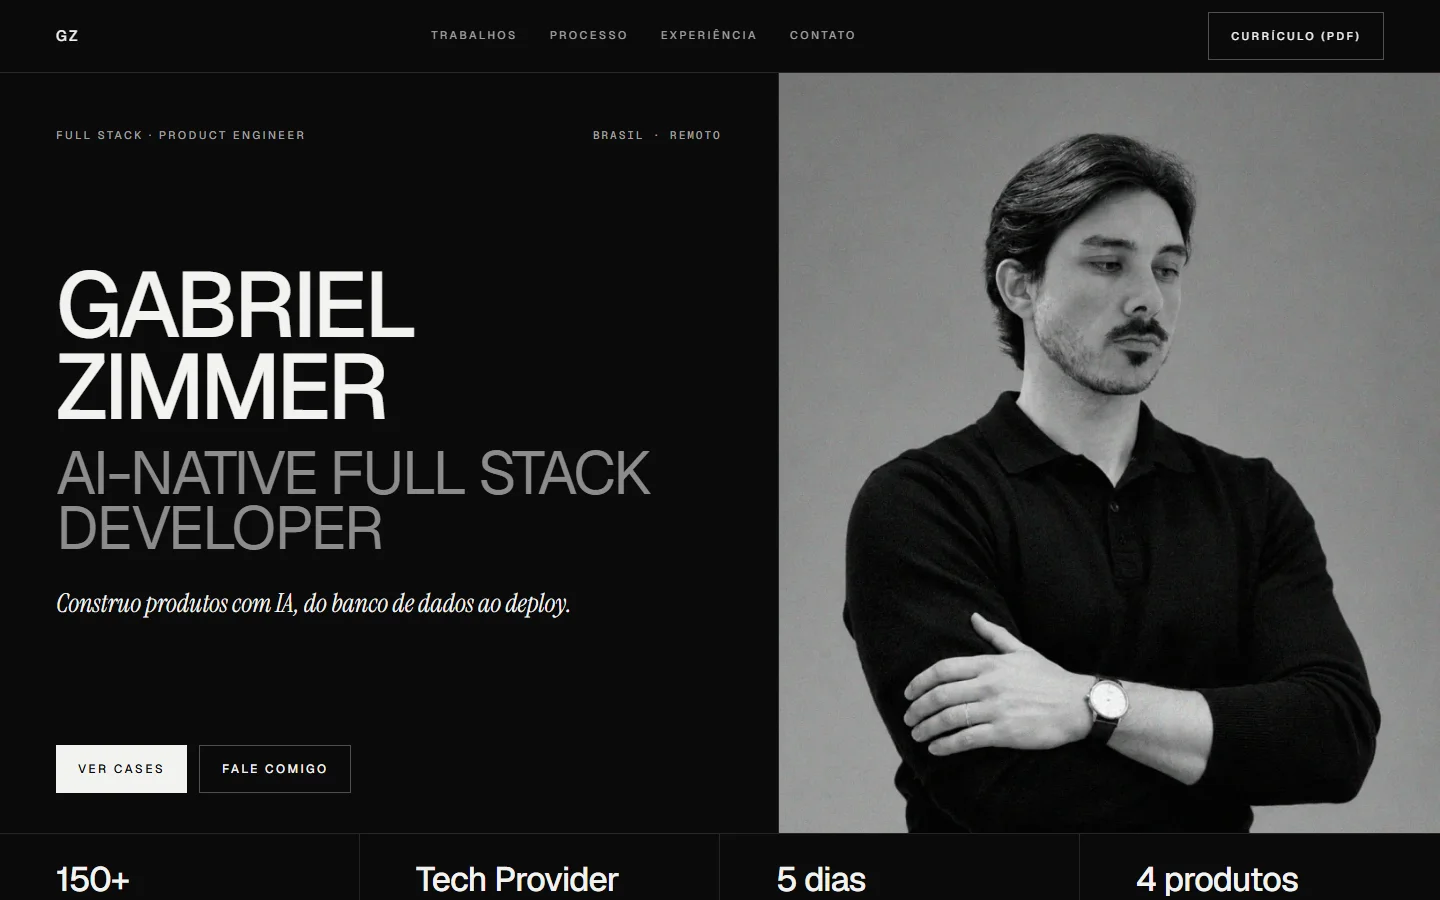 GZ
TRABALHOS
PROCESSO
EXPERIÊNCIA
CONTATO
CURRÍCULO (PDF)
FULL STACK · PRODUCT ENGINEER
BRASIL · REMOTO
GABRIEL
ZIMMER
AI-NATIVE FULL STACK
DEVELOPER
Construo produtos com IA, do banco de dados ao deploy.
VER CASES
FALE COMIGO
150+
Tech Provider
5 dias
4 produtos